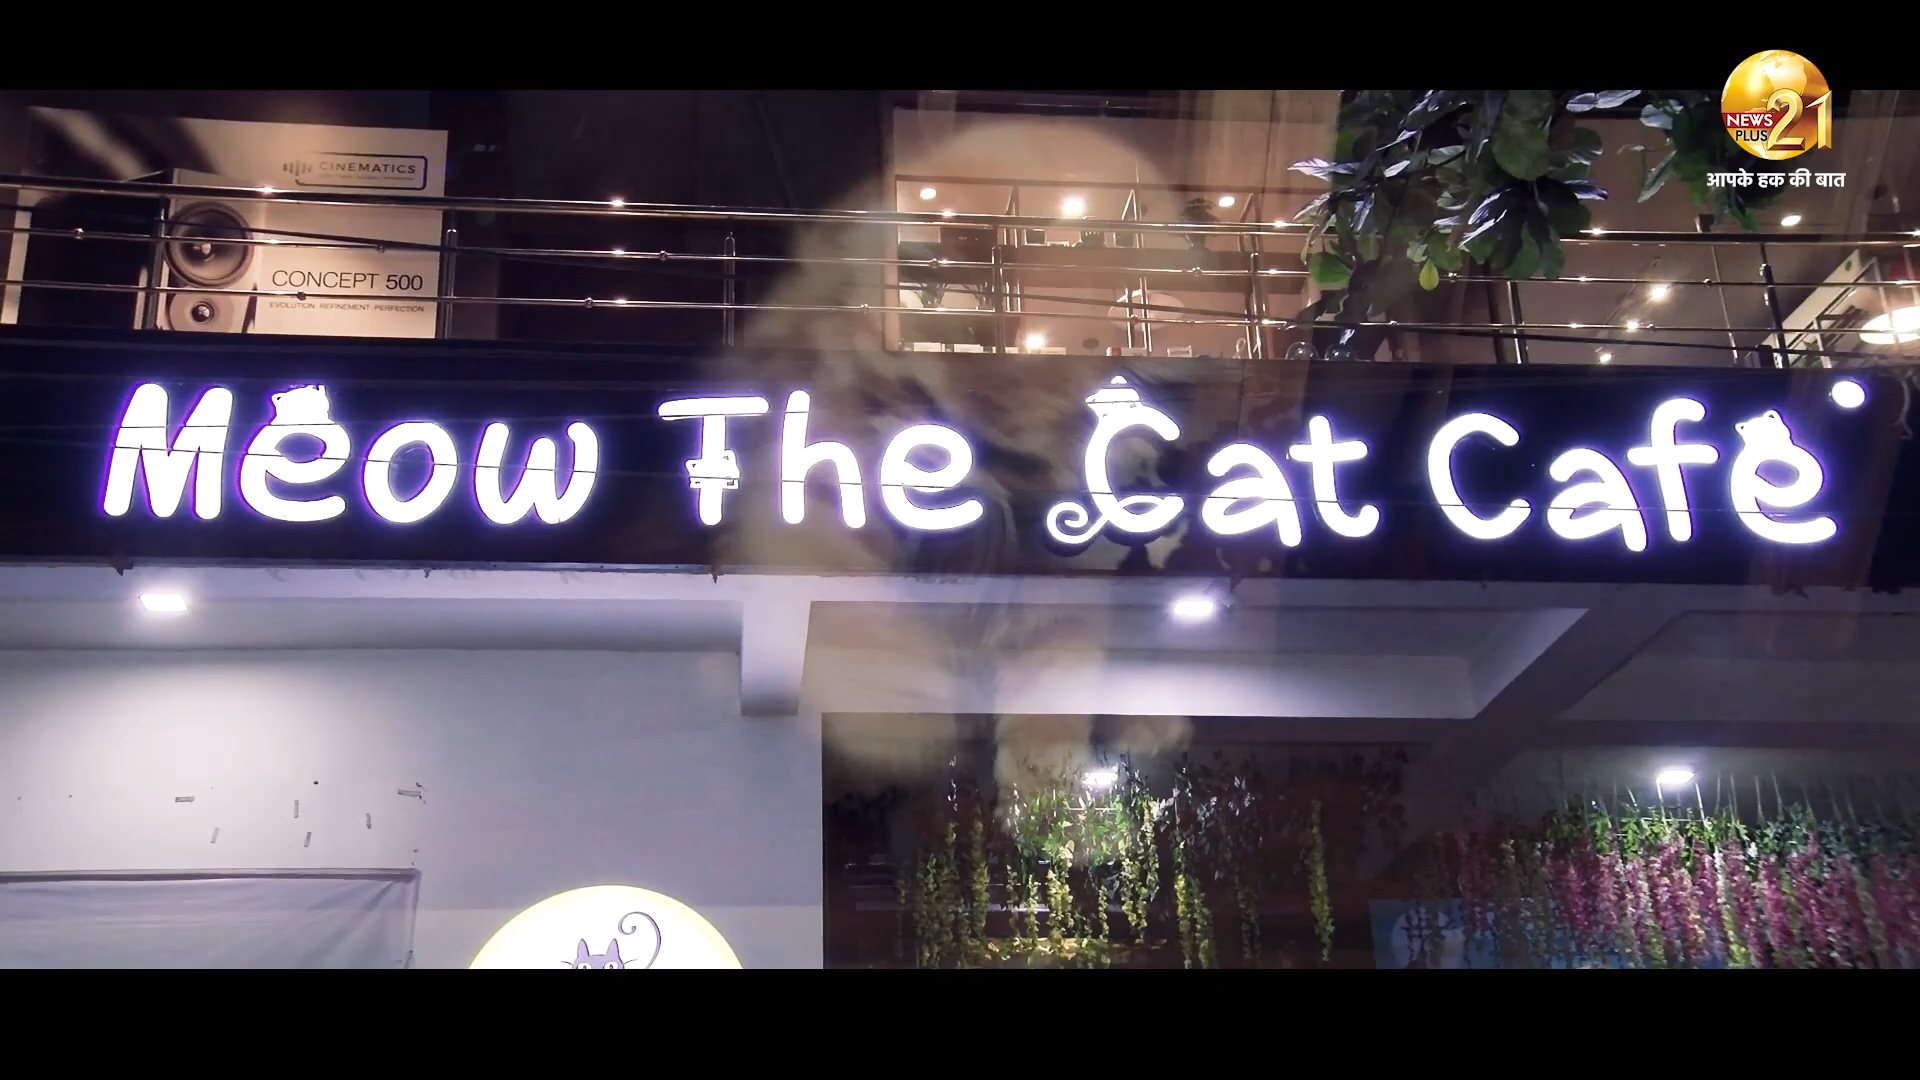 NEWS
PLUS 21
आपके हक की बात
CINEMATICS
CONCEPT 500
EVOLUTION REFINEMENT PERFECTION
Meow The Cat Cafe